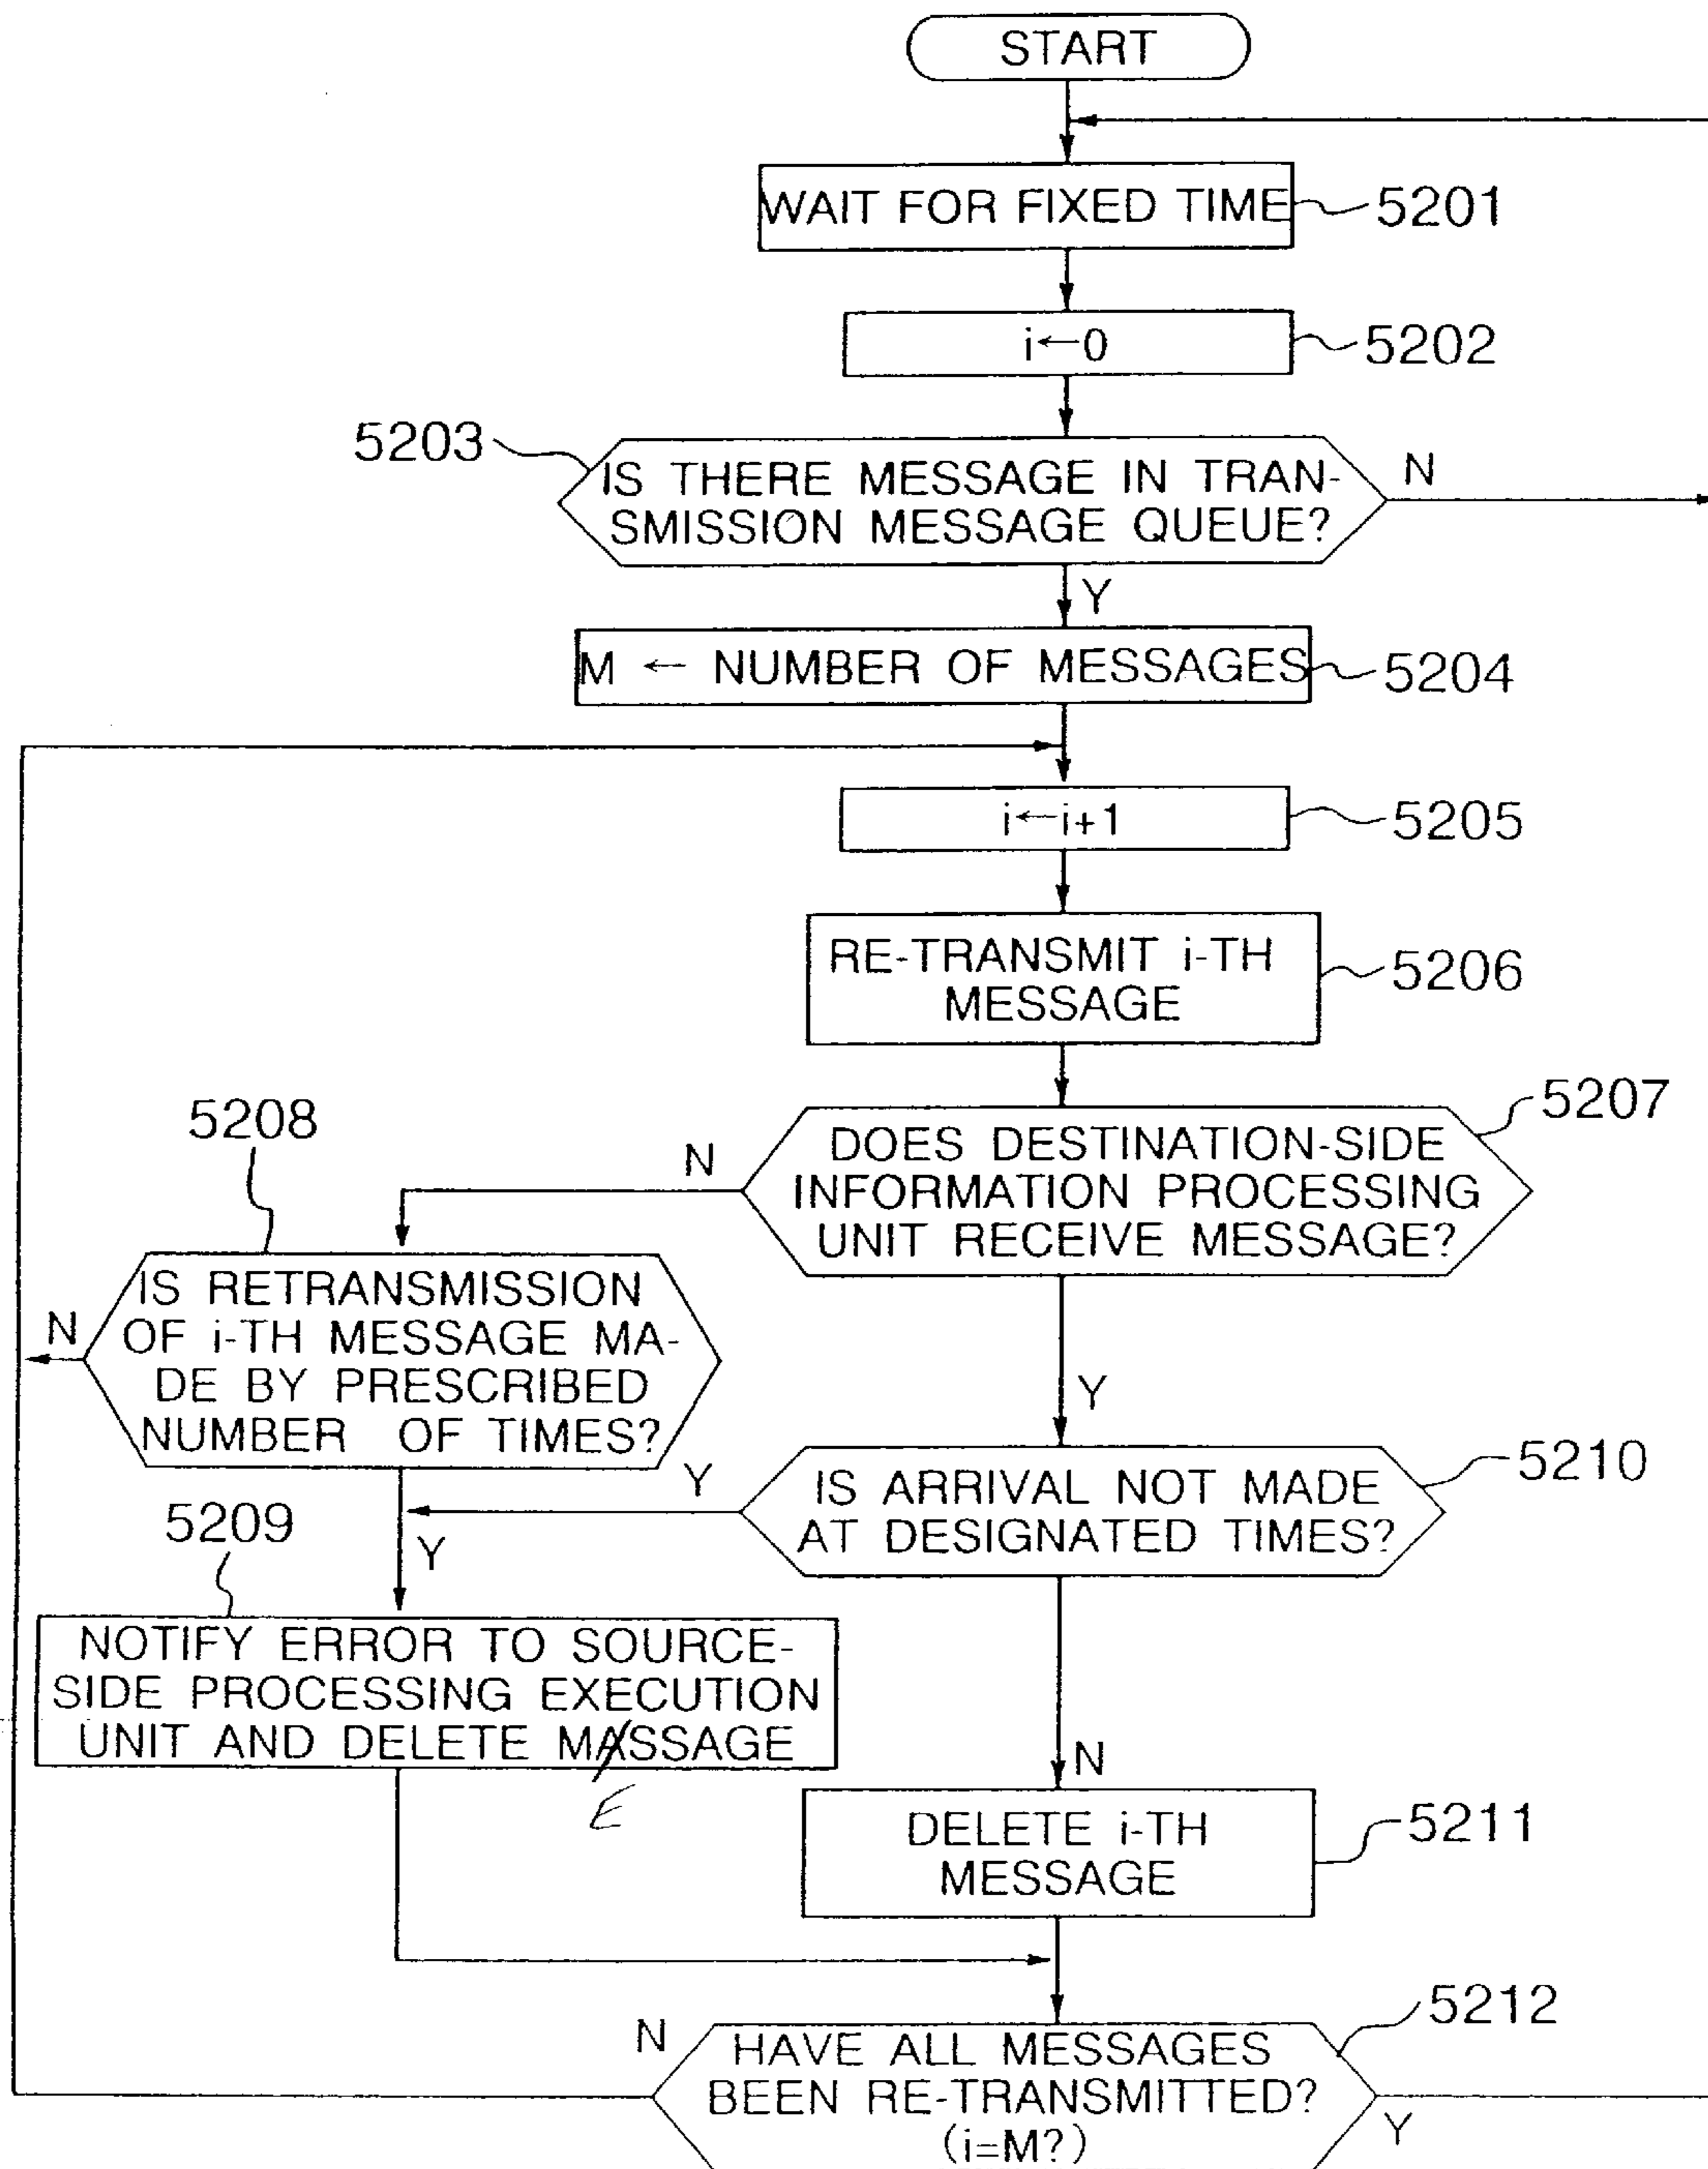 START
WAIT FOR FIXED TIME
5201
i←0
5202
5203
IS THERE MESSAGE IN TRAN-
SMISSION MESSAGE QUEUE?
N
Y
M ← NUMBER OF MESSAGES
5204
i←i+1
5205
RE-TRANSMIT i-TH
MESSAGE
5206
5207
DOES DESTINATION-SIDE
INFORMATION PROCESSING
UNIT RECEIVE MESSAGE?
N
Y
5208
IS RETRANSMISSION
OF i-TH MESSAGE MA-
DE BY PRESCRIBED
NUMBER OF TIMES?
N
Y
5210
IS ARRIVAL NOT MADE
AT DESIGNATED TIMES?
Y
N
5209
NOTIFY ERROR TO SOURCE-
SIDE PROCESSING EXECUTION
UNIT AND DELETE MASSAGE
E
DELETE i-TH
MESSAGE
5211
5212
HAVE ALL MESSAGES
BEEN RE-TRANSMITTED?
(i=M?)
N
Y